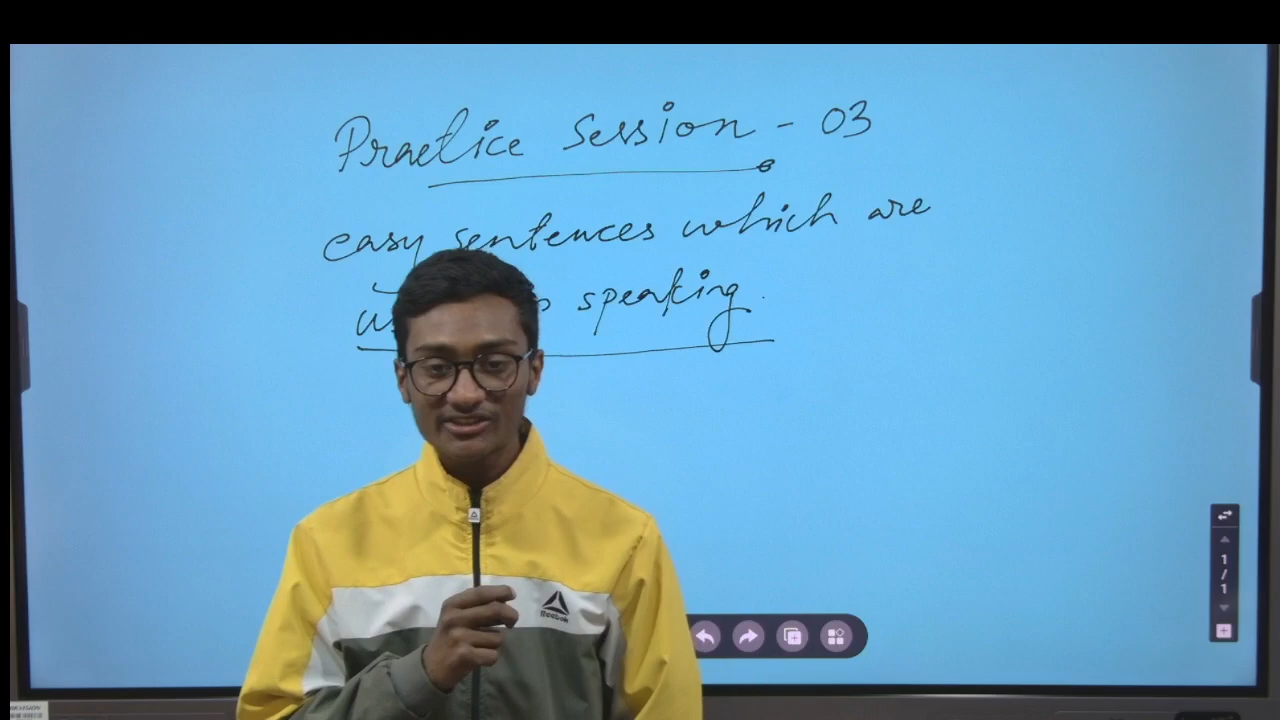 Practice Session - 03
easy sentences which are
speaking.
Reebok
1
/
1